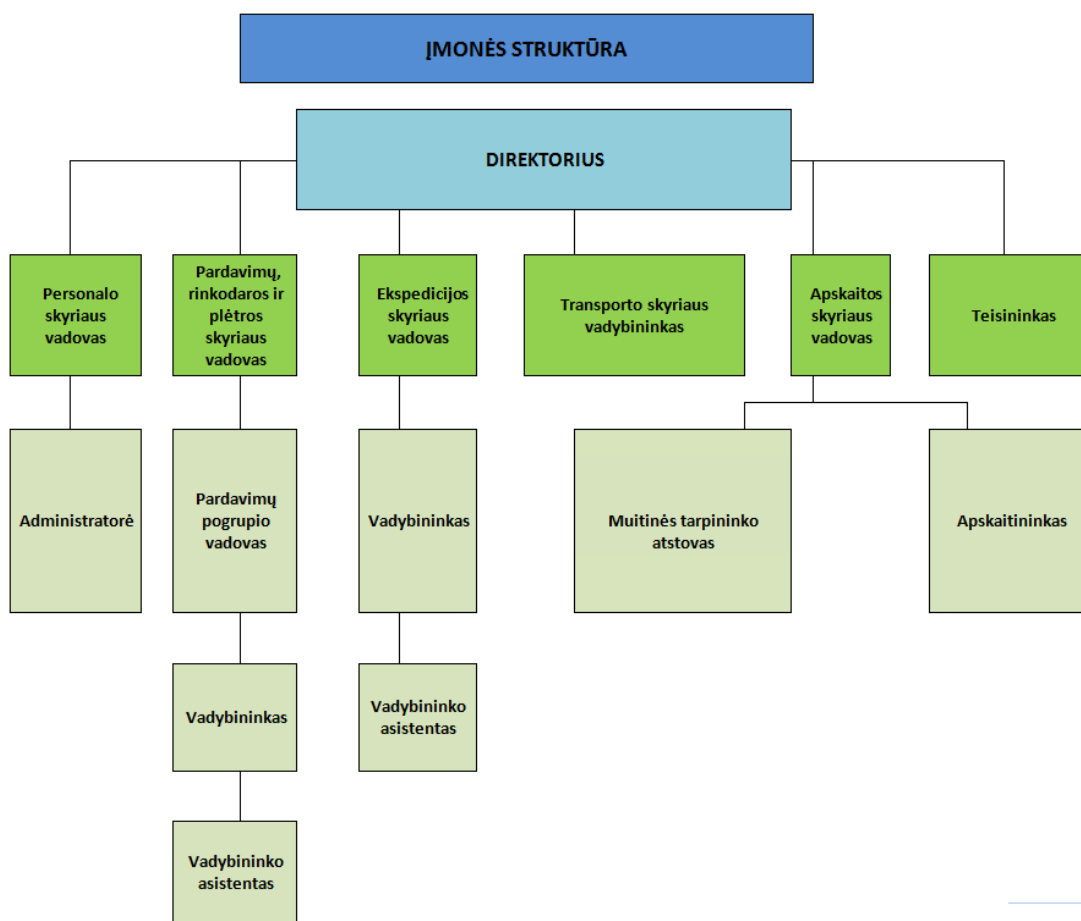 ĮMONĖS STRUKTŪRA
DIREKTORIUS
Personalo
skyriaus
vadovas
Pardavimų,
rinkodaros ir
plėtros
skyriaus
vadovas
Ekspedicijos
skyriaus
vadovas
Transporto skyriaus
vadybininkas
Apskaitos
skyriaus
vadovas
Teisininkas
Administratorė
Pardavimų
pogrupio
vadovas
Vadybininkas
Muitinės tarpininko
atstovas
Apskaitininkas
Vadybininkas
Vadybininko
asistentas
Vadybininko
asistentas